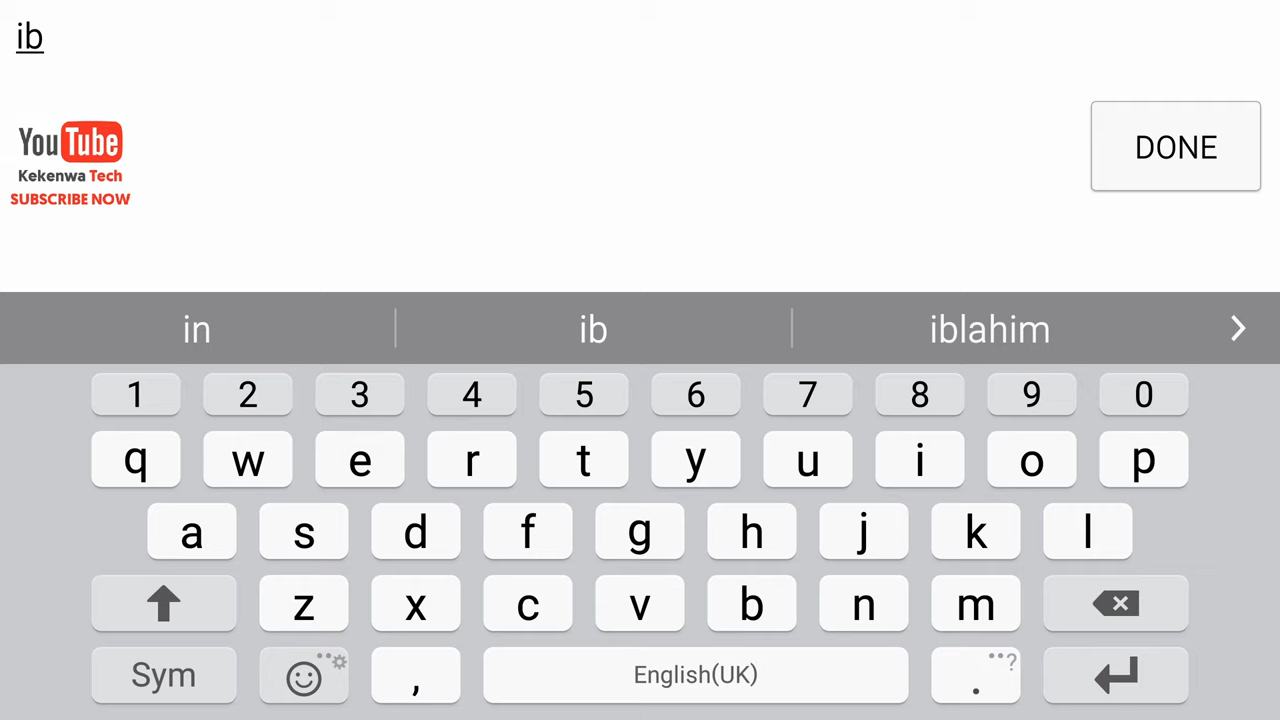 ib
YouTube
Kekenwa Tech
SUBSCRIBE NOW
DONE
in ib iblahim
1 2 3 4 5 6 7 8 9 0
q w e r t y u i o p
a s d f g h j k l
z x c v b n m
Sym , English(UK) . ?